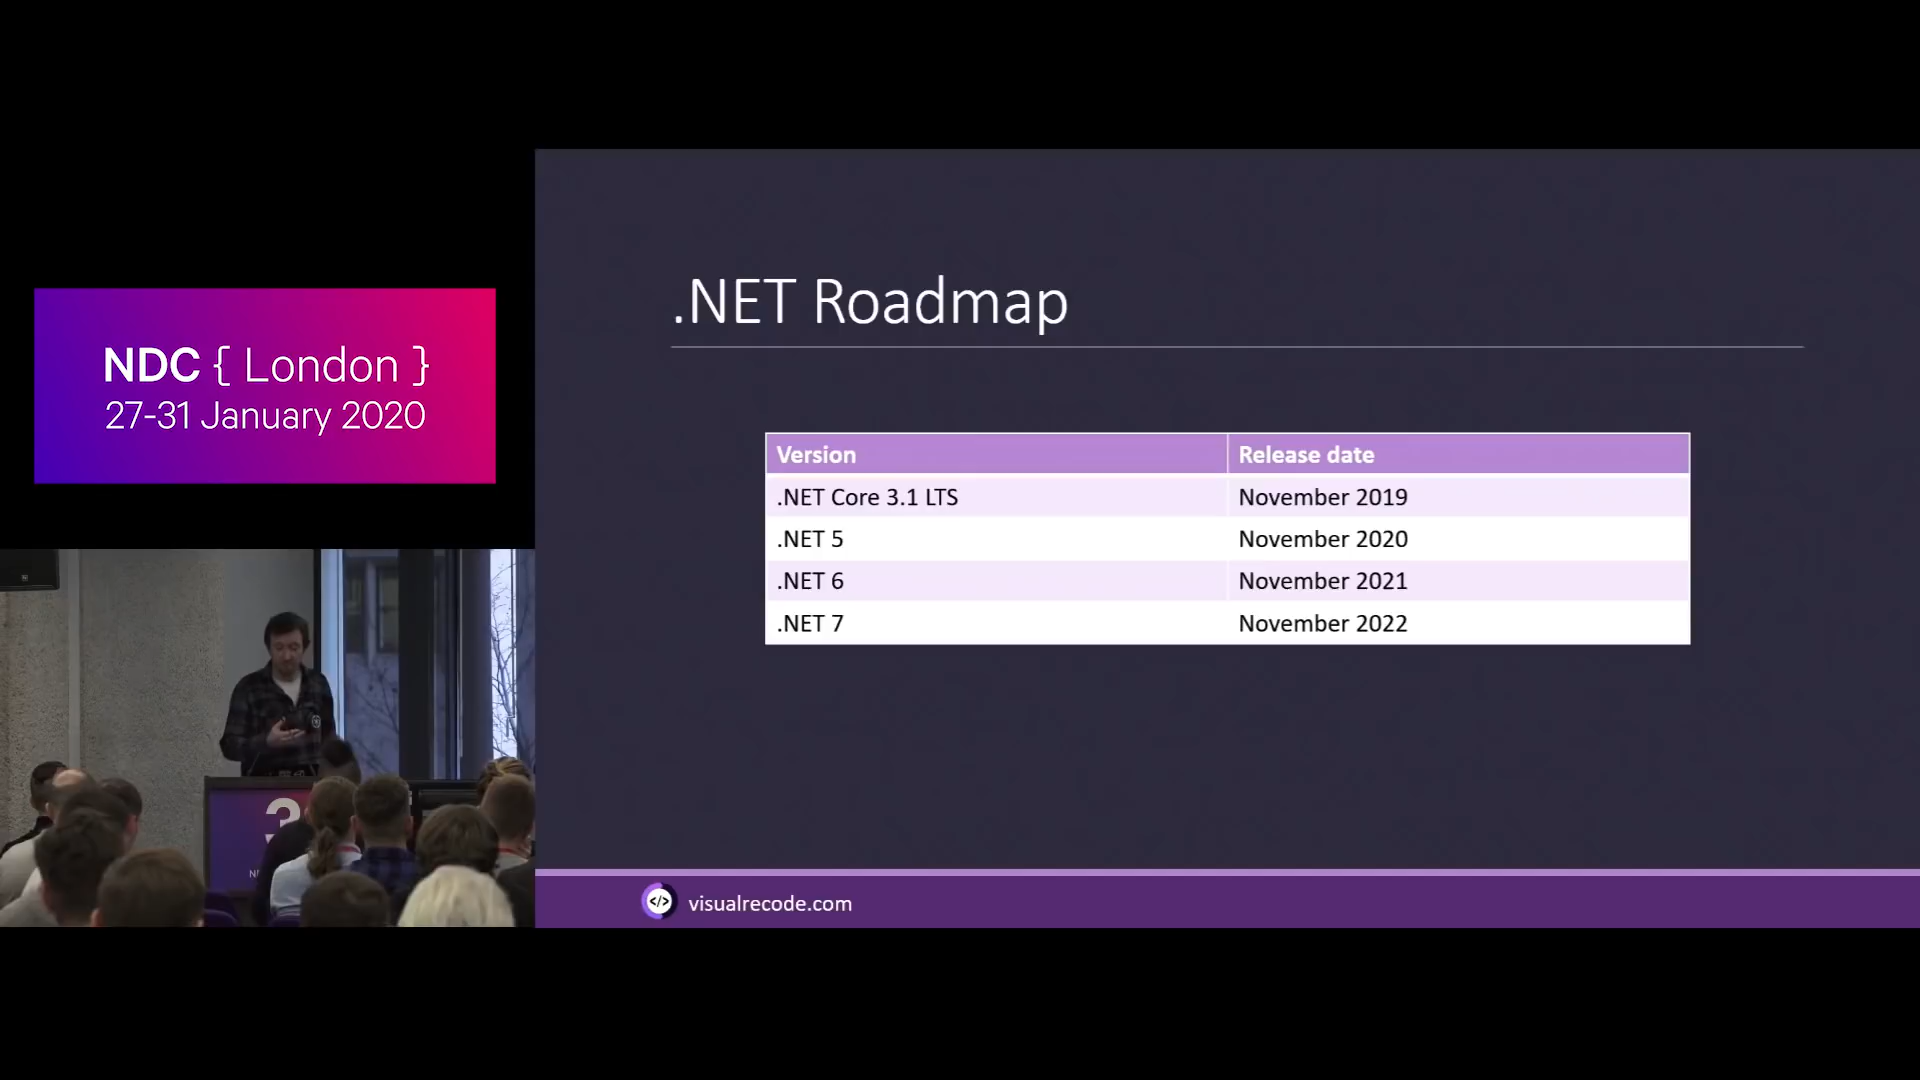 NDC { London }
27-31 January 2020
.NET Roadmap
Version Release date
.NET Core 3.1 LTS November 2019
.NET 5 November 2020
.NET 6 November 2021
.NET 7 November 2022
3
</> visualrecode.com